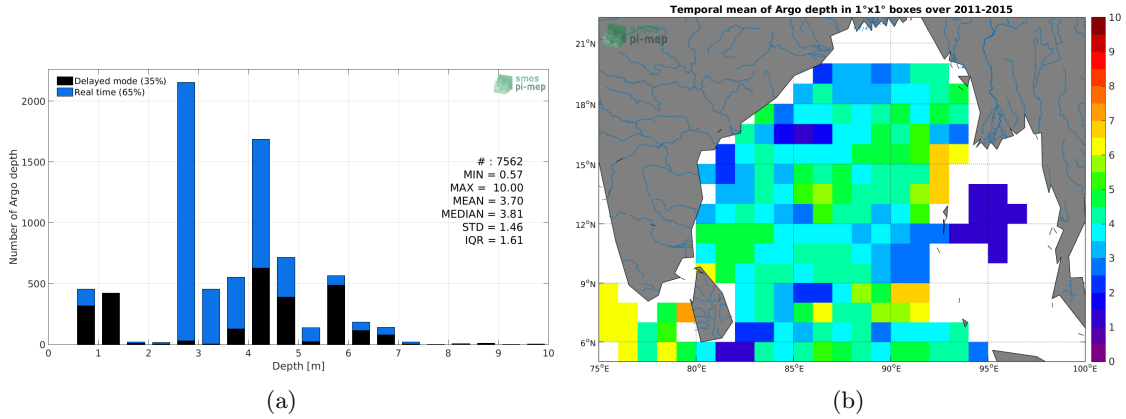 smos
pi-mep
Delayed mode (35%)
Real time (65%)
Number of Argo depth
2000
1500
1000
500
0
# : 7562
MIN = 0.57
MAX = 10.00
MEAN = 3.70
MEDIAN = 3.81
STD = 1.46
IQR = 1.61
0 1 2 3 4 5 6 7 8 9 10
Depth [m]
(a)
Temporal mean of Argo depth in 1°x1° boxes over 2011-2015
smos
pi-mep
21°N
18°N
15°N
12°N
9°N
6°N
75°E 80°E 85°E 90°E 95°E 100°E
10
9
8
7
6
5
4
3
2
1
0
(b)